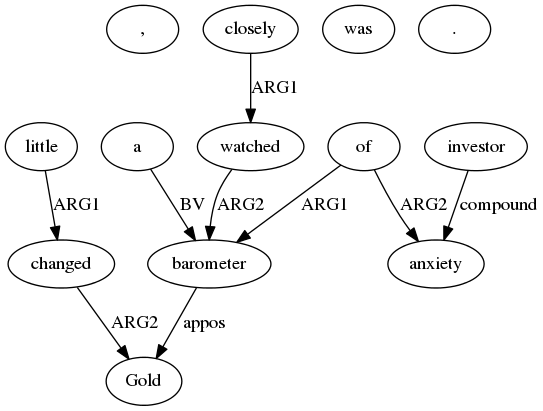 , closely was .
ARG1
little a watched of investor
ARG1 BV ARG2 ARG1 ARG2 compound
changed barometer anxiety
ARG2 appos
Gold